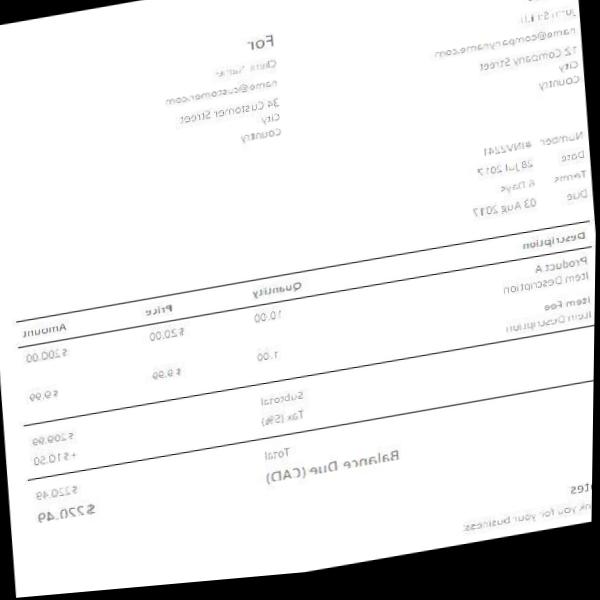 name@companyname.com
12 Company Street
City
Country
For
Client Name
name@customer.com
34 Customer Street
City
Country
Number #INV2241
Date 28 Jul 2017
Terms 6 Days
Due 03 Aug 2017
Description Quantity Price Amount
Product A 10.00 $20.00 $200.00
Item Description
Item Fee 1.00 $9.99 $9.99
Item Description
Subtotal $209.99
Tax (5%) +$10.50
Total $220.49
Balance Due (CAD) $220.49
you for your business